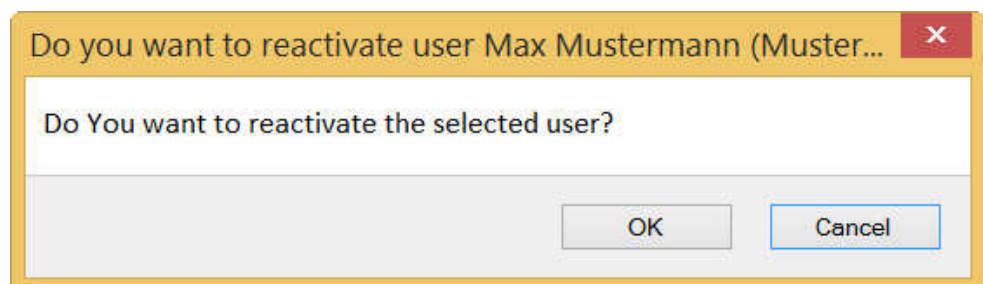 Do you want to reactivate user Max Mustermann (Muster...
Do You want to reactivate the selected user?
OK Cancel